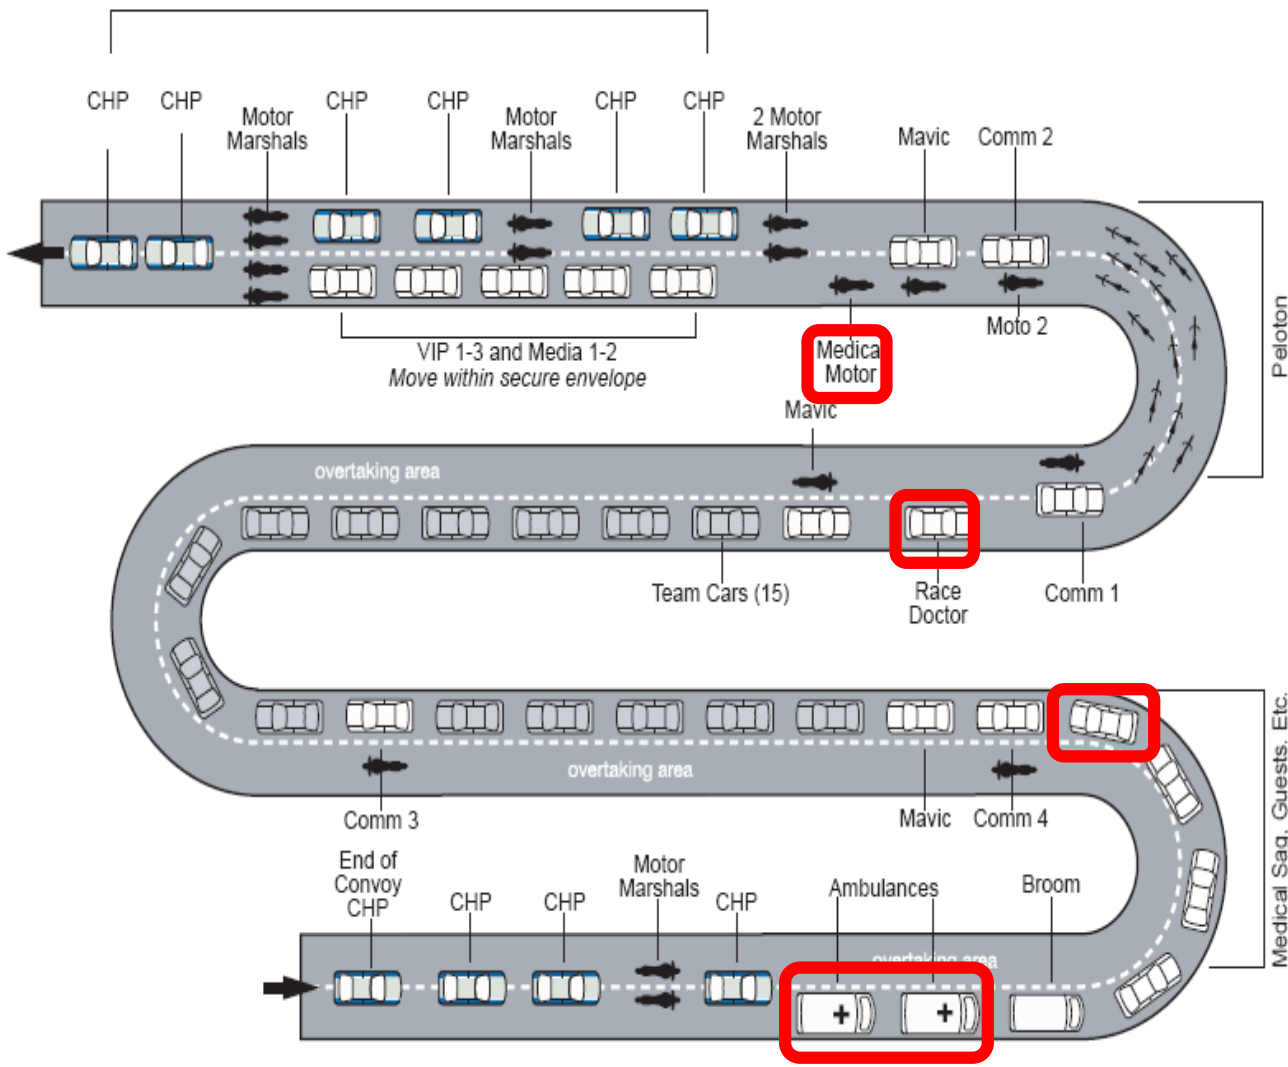 CHP
CHP
Motor
Marshals
CHP
CHP
Motor
Marshals
CHP
CHP
2 Motor
Marshals
Mavic
Comm 2
Peloton
Moto 2
VIP 1-3 and Media 1-2
Move within secure envelope
Medica
Motor
Mavic
overtaking area
Team Cars (15)
Race
Doctor
Comm 1
overtaking area
Comm 3
Mavic
Comm 4
Medical Sag, Guests, Etc.
End of
Convoy
CHP
CHP
CHP
Motor
Marshals
CHP
Ambulances
Broom
overtaking area